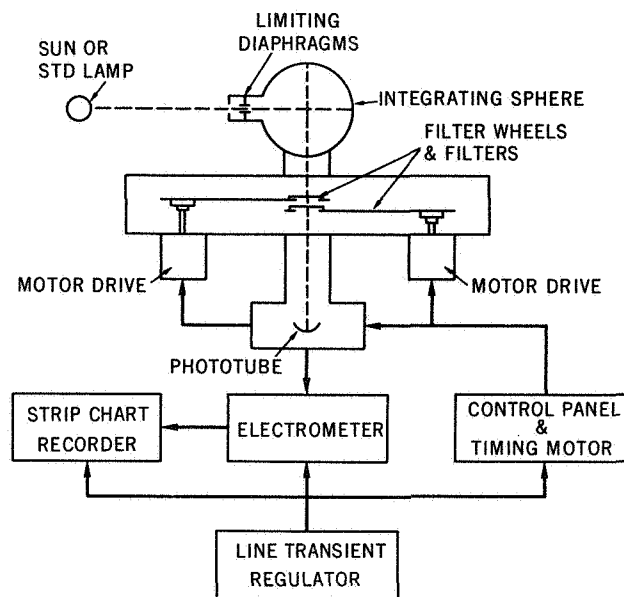 LIMITING
DIAPHRAGMS
SUN OR
STD LAMP
INTEGRATING SPHERE
FILTER WHEELS
& FILTERS
MOTOR DRIVE
MOTOR DRIVE
PHOTOTUBE
STRIP CHART
RECORDER
ELECTROMETER
CONTROL PANEL
&
TIMING MOTOR
LINE TRANSIENT
REGULATOR